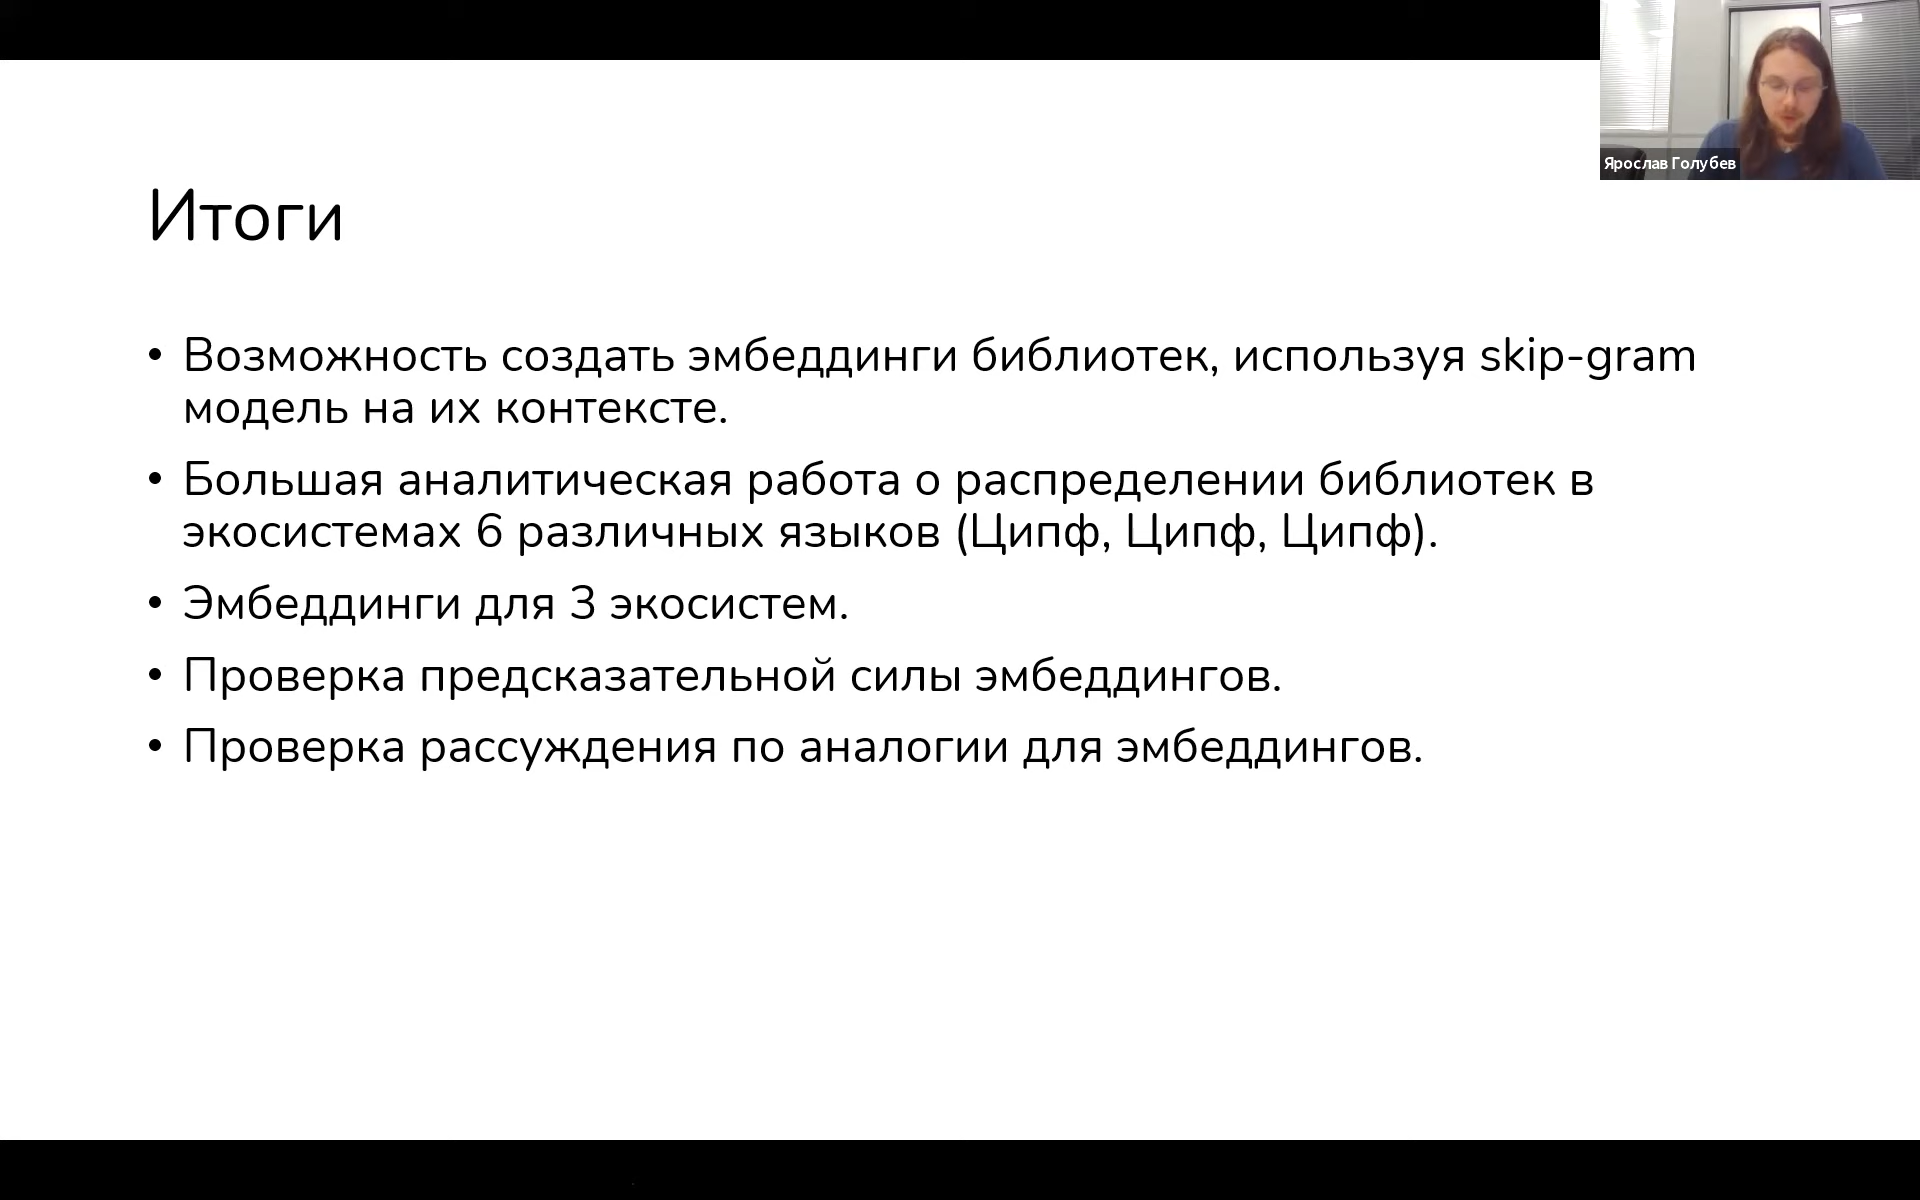 Ярослав Голубев
Итоги
• Возможность создать эмбеддинги библиотек, используя skip-gram
модель на их контексте.
• Большая аналитическая работа о распределении библиотек в
экосистемах 6 различных языков (Ципф, Ципф, Ципф).
• Эмбеддинги для 3 экосистем.
• Проверка предсказательной силы эмбеддингов.
• Проверка рассуждения по аналогии для эмбеддингов.